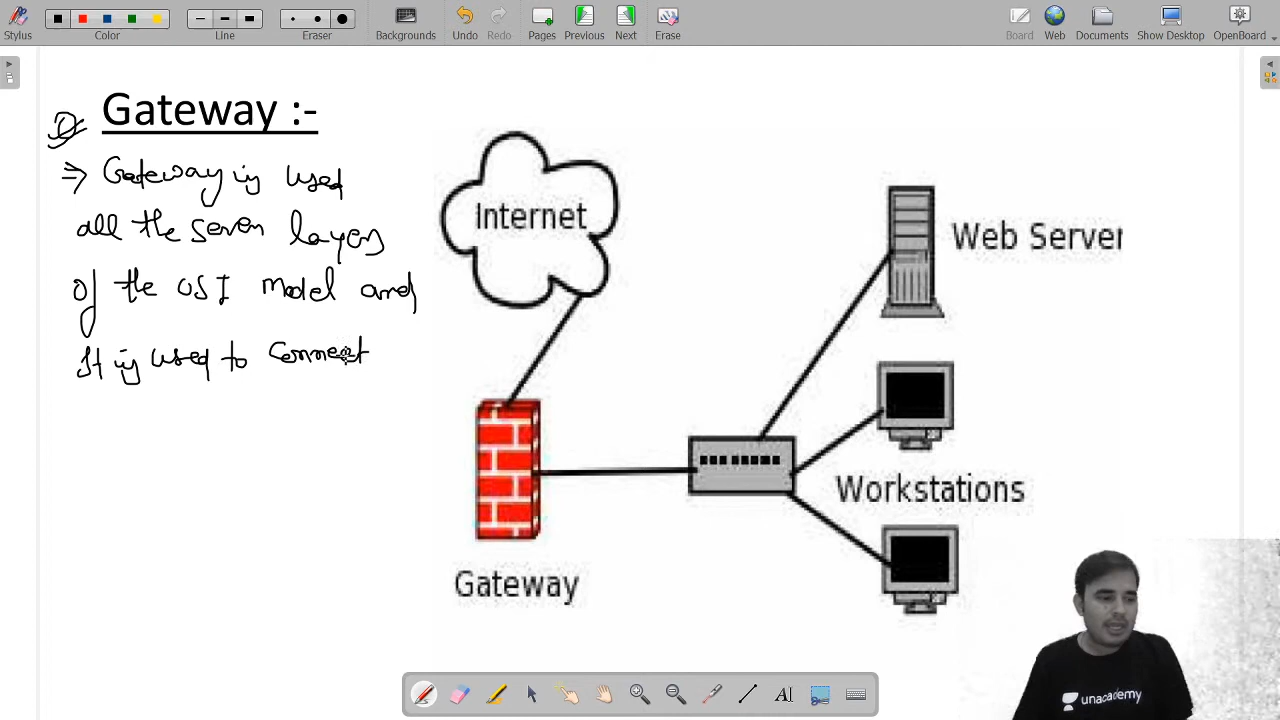 Stylus
Color
Line
Eraser
Backgrounds
Undo
Redo
Pages
Previous
Next
Erase
Board
Web
Documents
Show Desktop
OpenBoard
Gateway :-
⇒ Gateway is used
all the seven layers
of the OSI model and
It is used to connect
Internet
Web Server
Workstations
Gateway
unacademy
AI